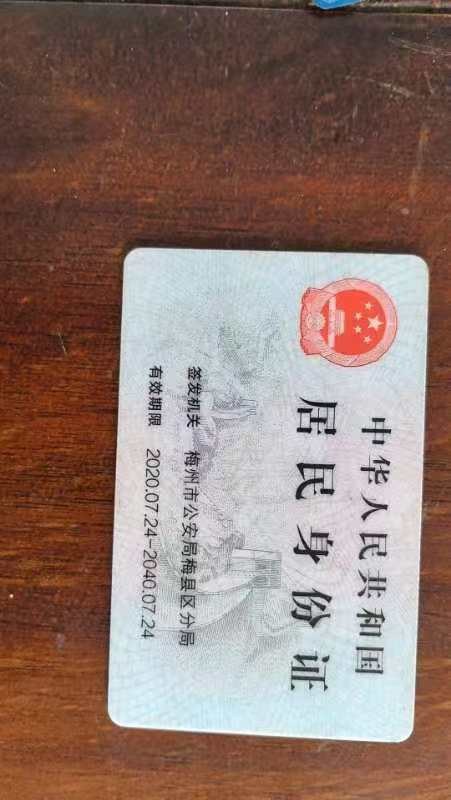 中华人民共和国
居民身份证
签发机关 梅州市公安局梅县区分局
有效期限 2020.07.24-2040.07.24